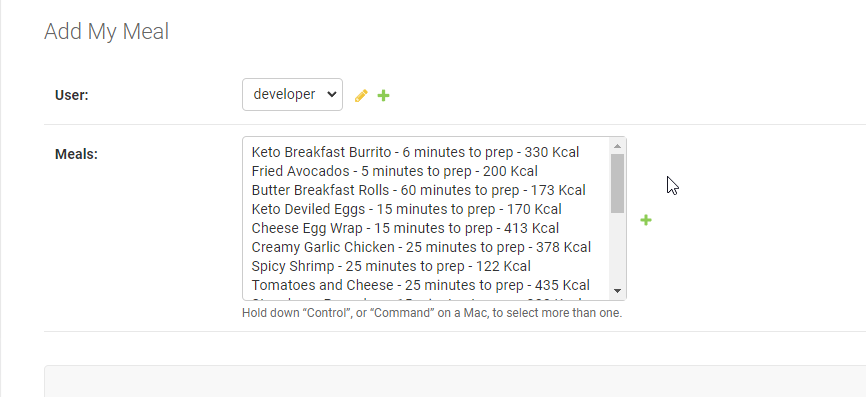 Add My Meal
User:
developer
Meals:
Keto Breakfast Burrito - 6 minutes to prep - 330 Kcal
Fried Avocados - 5 minutes to prep - 200 Kcal
Butter Breakfast Rolls - 60 minutes to prep - 173 Kcal
Keto Deviled Eggs - 15 minutes to prep - 170 Kcal
Cheese Egg Wrap - 15 minutes to prep - 413 Kcal
Creamy Garlic Chicken - 25 minutes to prep - 378 Kcal
Spicy Shrimp - 25 minutes to prep - 122 Kcal
Tomatoes and Cheese - 25 minutes to prep - 435 Kcal
Hold down “Control”, or “Command” on a Mac, to select more than one.